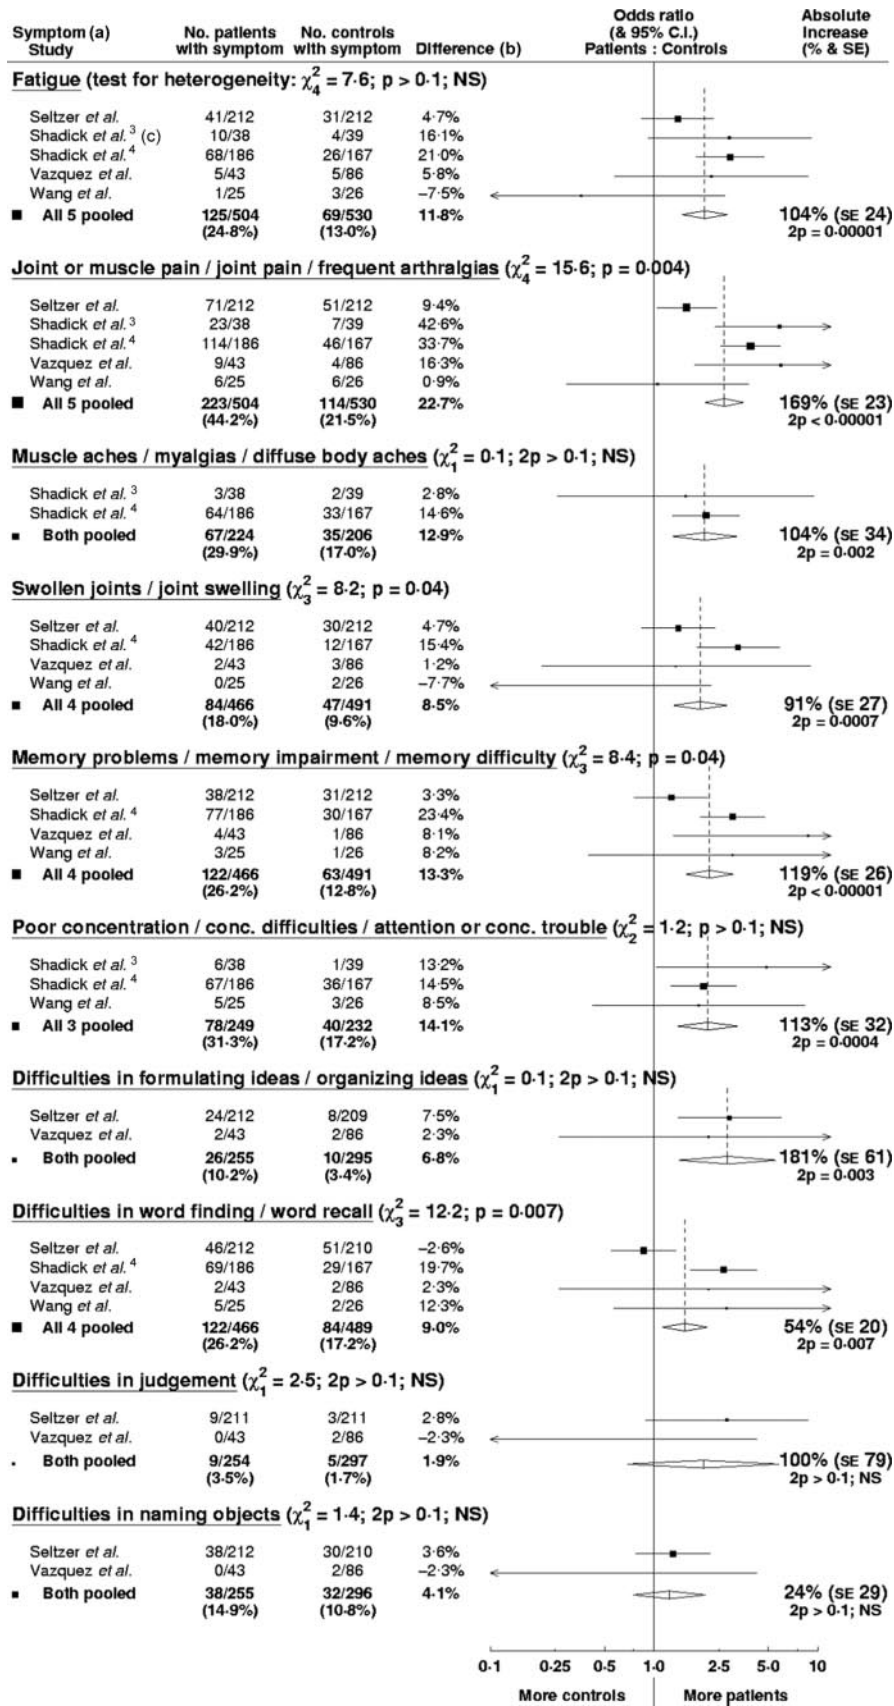 Symptom (a) No. patients No. controls Odds ratio Absolute
Study with symptom with symptom Difference (b) (& 95% C.I.) Increase
Patients : Controls (% & SE)
Fatigue (test for heterogeneity: χ²₄ = 7·6; p > 0·1; NS)
Seltzer et al. 41/212 31/212 4·7%
Shadick et al.³ (c) 10/38 4/39 16·1%
Shadick et al.⁴ 68/186 26/167 21·0%
Vazquez et al. 5/43 5/86 5·8%
Wang et al. 1/25 3/26 −7·5%
All 5 pooled 125/504 69/530 11·8% 104% (SE 24)
(24·8%) (13·0%) 2p = 0·00001
Joint or muscle pain / joint pain / frequent arthralgias (χ²₄ = 15·6; p = 0·004)
Seltzer et al. 71/212 51/212 9·4%
Shadick et al.³ 23/38 7/39 42·6%
Shadick et al.⁴ 114/186 46/167 33·7%
Vazquez et al. 9/43 4/86 16·3%
Wang et al. 6/25 6/26 0·9%
All 5 pooled 223/504 114/530 22·7% 169% (SE 23)
(44·2%) (21·5%) 2p < 0·00001
Muscle aches / myalgias / diffuse body aches (χ²₁ = 0·1; 2p > 0·1; NS)
Shadick et al.³ 3/38 2/39 2·8%
Shadick et al.⁴ 64/186 33/167 14·6%
Both pooled 67/224 35/206 12·9% 104% (SE 34)
(29·9%) (17·0%) 2p = 0·002
Swollen joints / joint swelling (χ²₃ = 8·2; p = 0·04)
Seltzer et al. 40/212 30/212 4·7%
Shadick et al.⁴ 42/186 12/167 15·4%
Vazquez et al. 2/43 3/86 1·2%
Wang et al. 0/25 2/26 −7·7%
All 4 pooled 84/466 47/491 8·5% 91% (SE 27)
(18·0%) (9·6%) 2p = 0·0007
Memory problems / memory impairment / memory difficulty (χ²₃ = 8·4; p = 0·04)
Seltzer et al. 38/212 31/212 3·3%
Shadick et al.⁴ 77/186 30/167 23·4%
Vazquez et al. 4/43 1/86 8·1%
Wang et al. 3/25 1/26 8·2%
All 4 pooled 122/466 63/491 13·3% 119% (SE 26)
(26·2%) (12·8%) 2p < 0·00001
Poor concentration / conc. difficulties / attention or conc. trouble (χ²₂ = 1·2; p > 0·1; NS)
Shadick et al.³ 6/38 1/39 13·2%
Shadick et al.⁴ 67/186 36/167 14·5%
Wang et al. 5/25 3/26 8·5%
All 3 pooled 78/249 40/232 14·1% 113% (SE 32)
(31·3%) (17·2%) 2p = 0·0004
Difficulties in formulating ideas / organizing ideas (χ²₁ = 0·1; 2p > 0·1; NS)
Seltzer et al. 24/212 8/209 7·5%
Vazquez et al. 2/43 2/86 2·3%
Both pooled 26/255 10/295 6·8% 181% (SE 61)
(10·2%) (3·4%) 2p = 0·003
Difficulties in word finding / word recall (χ²₃ = 12·2; p = 0·007)
Seltzer et al. 46/212 51/210 −2·6%
Shadick et al.⁴ 69/186 29/167 19·7%
Vazquez et al. 2/43 2/86 2·3%
Wang et al. 5/25 2/26 12·3%
All 4 pooled 122/466 84/489 9·0% 54% (SE 20)
(26·2%) (17·2%) 2p = 0·007
Difficulties in judgement (χ²₁ = 2·5; 2p > 0·1; NS)
Seltzer et al. 9/211 3/211 2·8%
Vazquez et al. 0/43 2/86 −2·3%
Both pooled 9/254 5/297 1·9% 100% (SE 79)
(3·5%) (1·7%) 2p > 0·1; NS
Difficulties in naming objects (χ²₁ = 1·4; 2p > 0·1; NS)
Seltzer et al. 38/212 30/210 3·6%
Vazquez et al. 0/43 2/86 −2·3%
Both pooled 38/255 32/296 4·1% 24% (SE 29)
(14·9%) (10·8%) 2p > 0·1; NS
0·1 0·25 0·5 1·0 2·5 5·0 10
More controls More patients